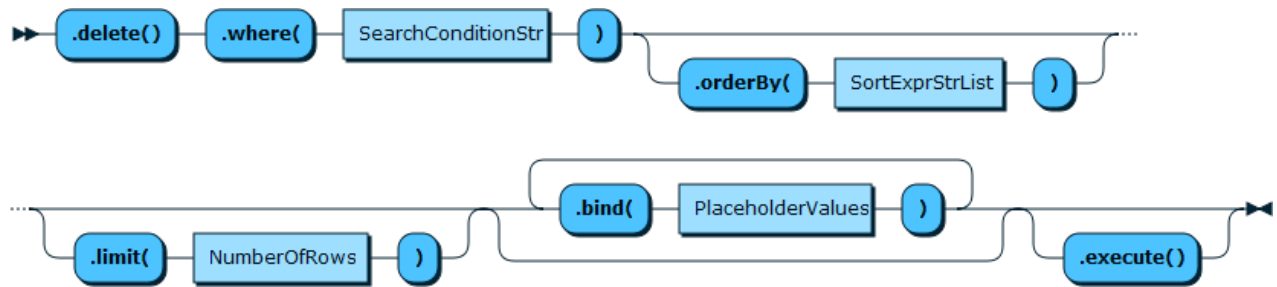 .delete() .where( SearchConditionStr )
.orderBy( SortExprStrList )
.bind( PlaceholderValues )
.limit( NumberOfRows ) .execute()